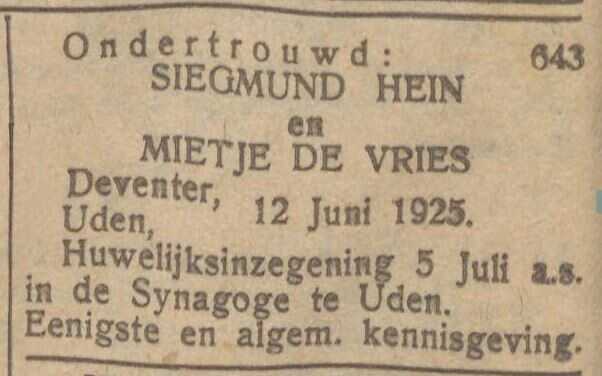 Ondertrouwd: 643
SIEGMUND HEIN
en
MIETJE DE VRIES
Deventer,
Uden, 12 Juni 1925.
Huwelijksinzegening 5 Juli a.s.
in de Synagoge te Uden.
Eenigste en algem. kennisgeving.